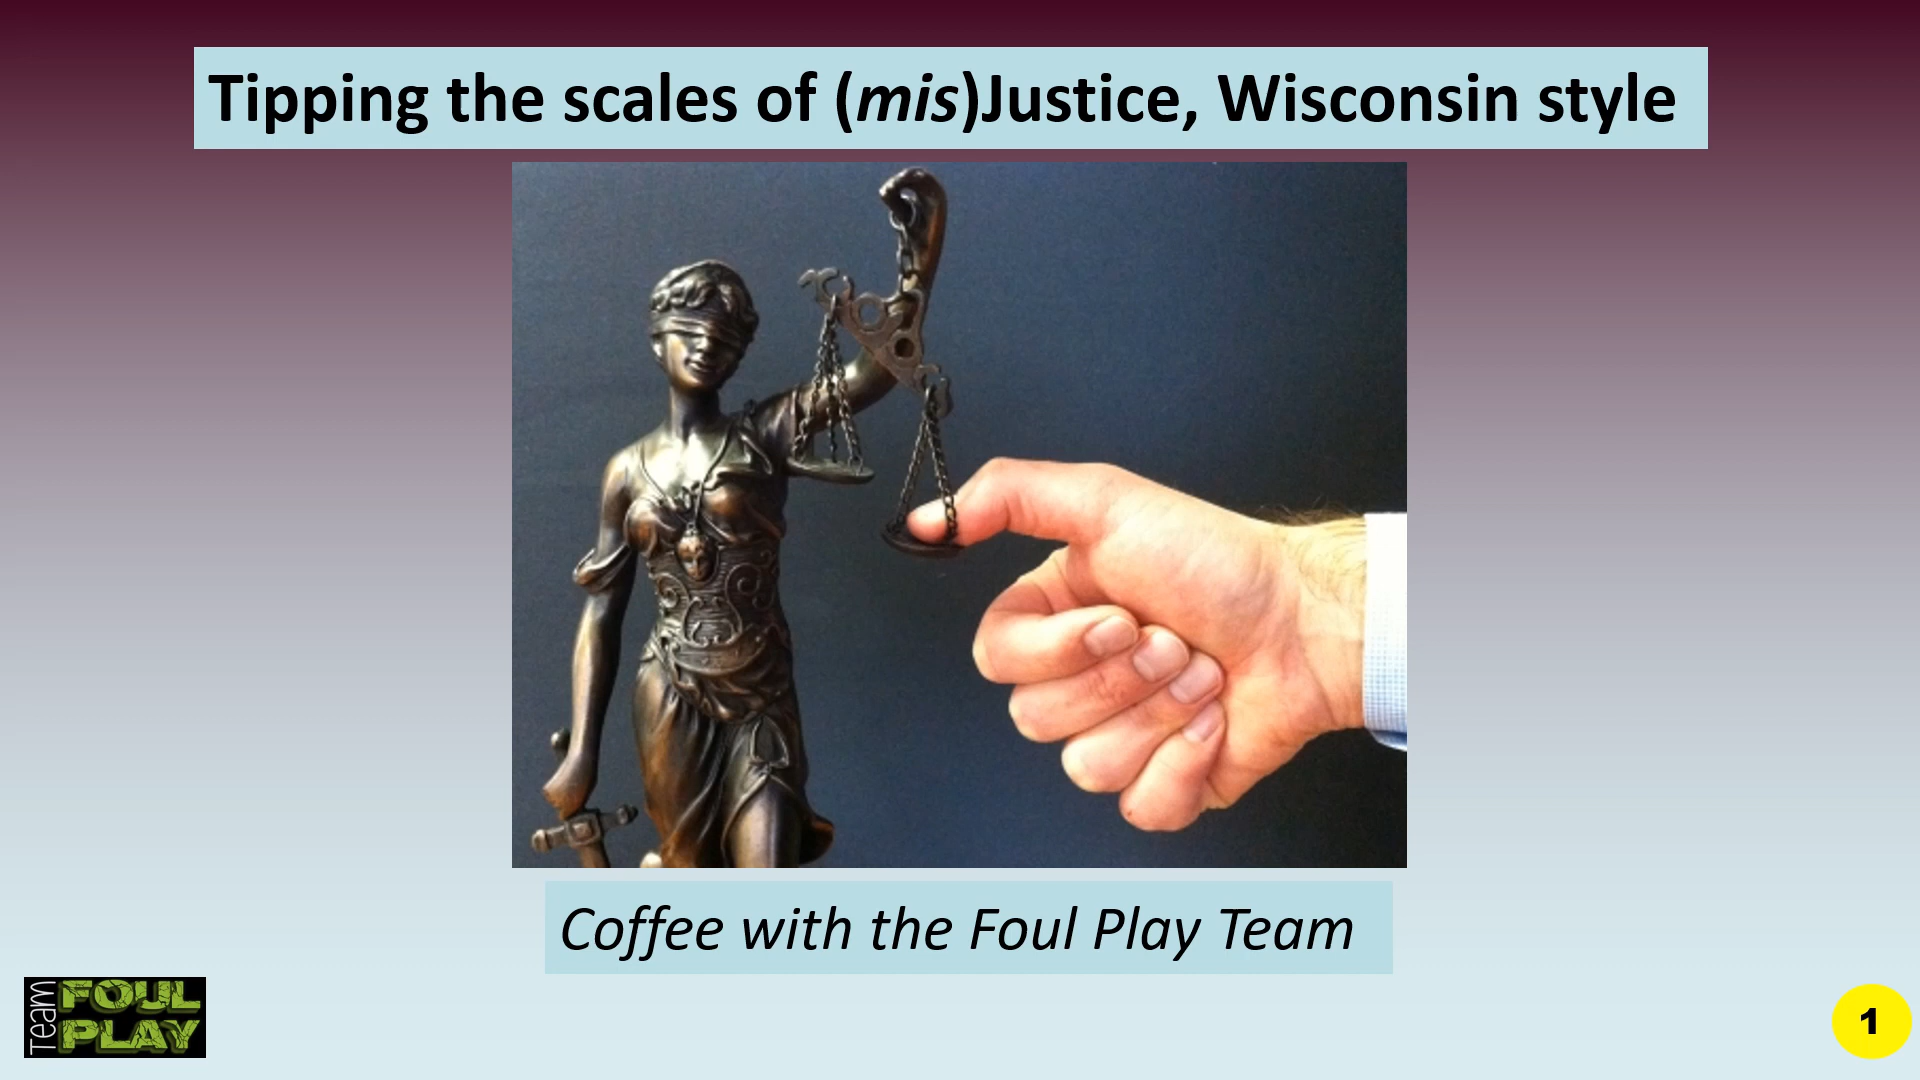 Tipping the scales of (mis)Justice, Wisconsin style
Coffee with the Foul Play Team
Team
FOUL
PLAY
1